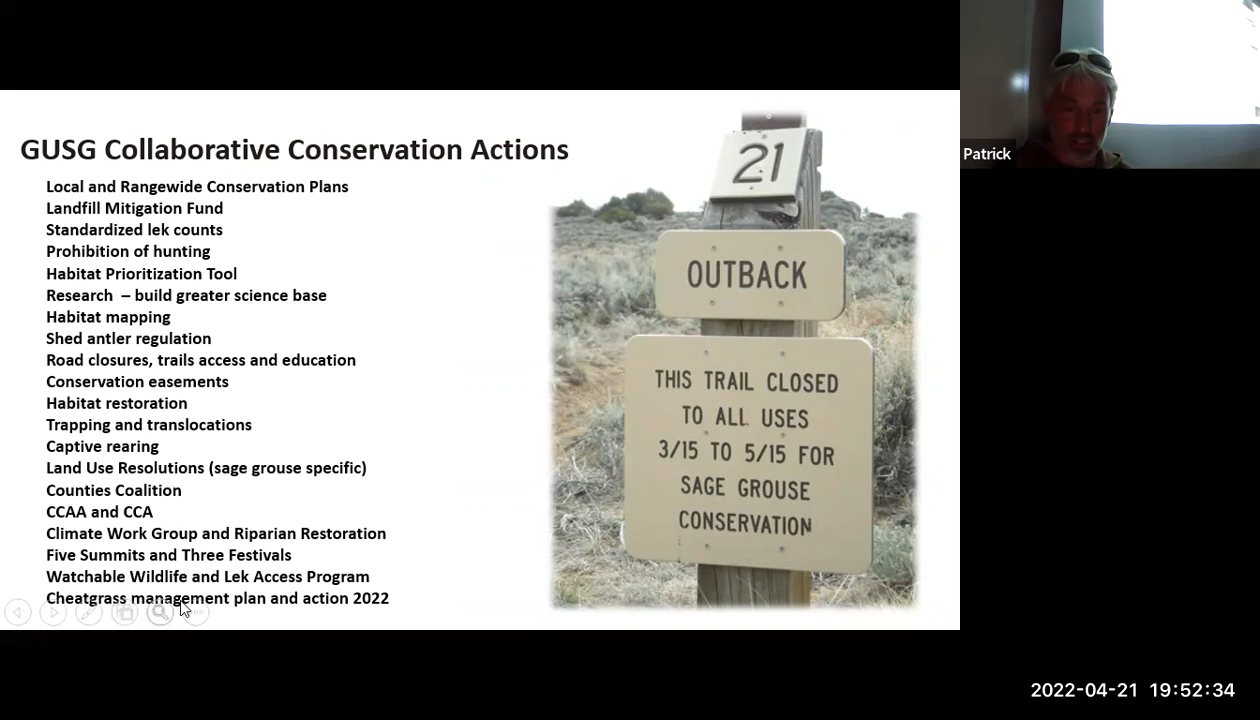 GUSG Collaborative Conservation Actions
Local and Rangewide Conservation Plans
Landfill Mitigation Fund
Standardized lek counts
Prohibition of hunting
Habitat Prioritization Tool
Research – build greater science base
Habitat mapping
Shed antler regulation
Road closures, trails access and education
Conservation easements
Habitat restoration
Trapping and translocations
Captive rearing
Land Use Resolutions (sage grouse specific)
Counties Coalition
CCAA and CCA
Climate Work Group and Riparian Restoration
Five Summits and Three Festivals
Watchable Wildlife and Lek Access Program
Cheatgrass management plan and action 2022
21
OUTBACK
THIS TRAIL CLOSED
TO ALL USES
3/15 TO 5/15 FOR
SAGE GROUSE
CONSERVATION
Patrick
2022-04-21 19:52:34